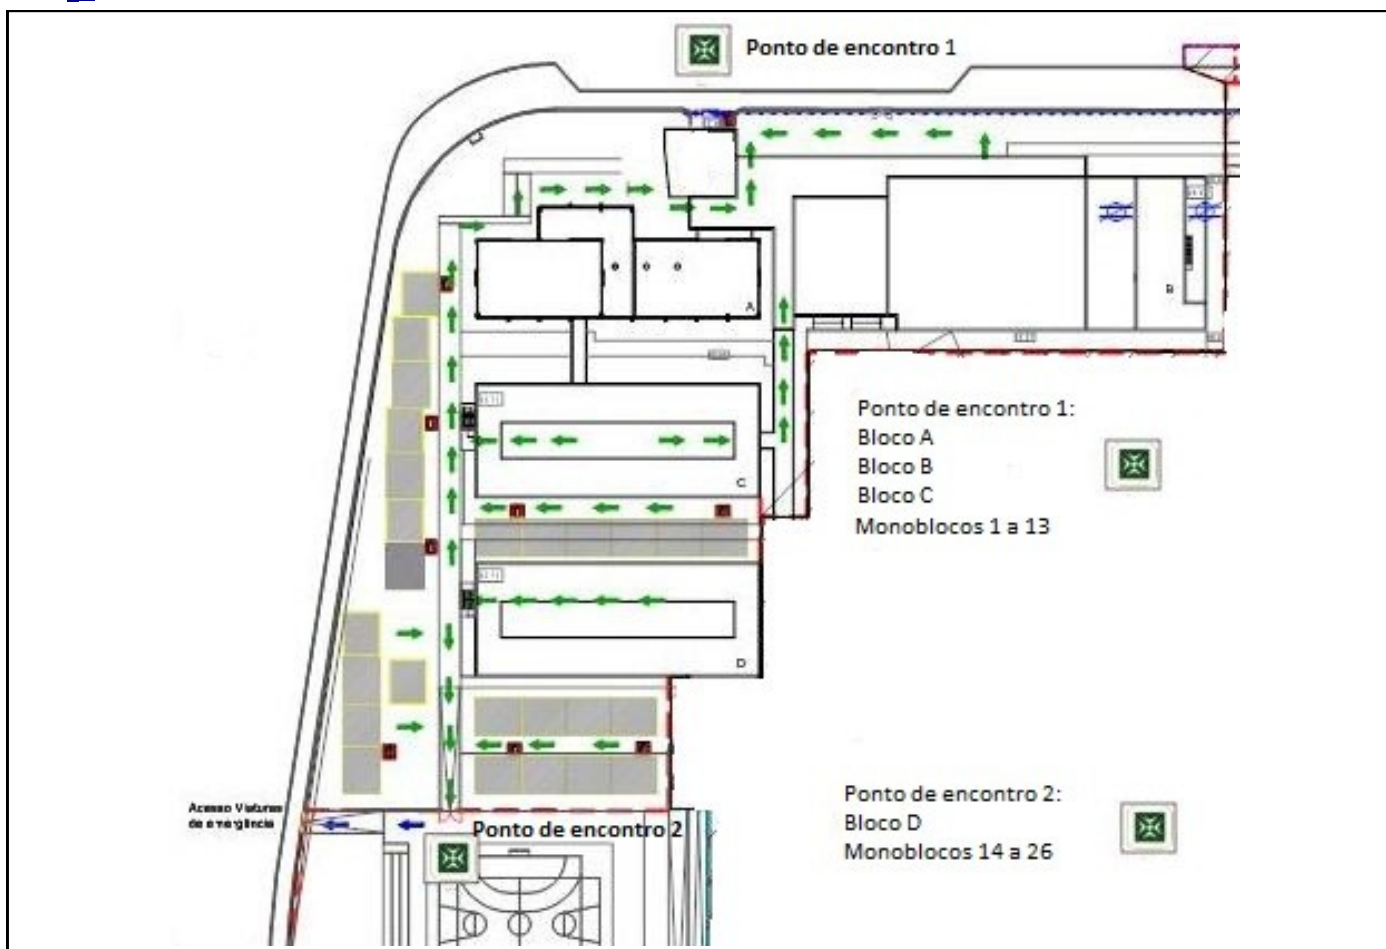 Ponto de encontro 1
A
B
Ponto de encontro 1:
Bloco A
Bloco B
Bloco C
Monoblocos 1 a 13
C
D
Acesso Viaturas
de emergência
Ponto de encontro 2
Ponto de encontro 2:
Bloco D
Monoblocos 14 a 26